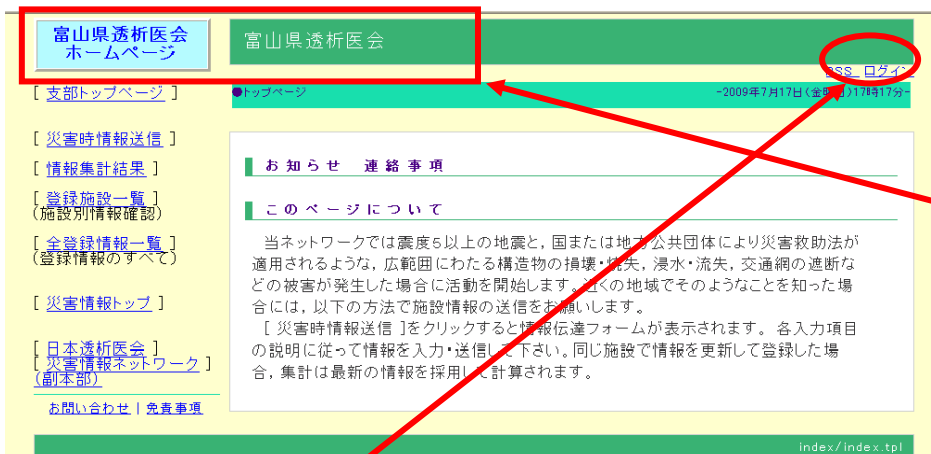 富山県透析医会
ホームページ
富山県透析医会
RSS ログイン
[ 支部トップページ ]
●トップページ
-2009年7月17日(金曜日)17時17分-
[ 災害時情報送信 ]
[ 情報集計結果 ]
[ 登録施設一覧 ]
(施設別情報確認)
[ 全登録情報一覧 ]
(登録情報のすべて)
[ 災害情報トップ ]
[ 日本透析医会 ]
[ 災害情報ネットワーク ]
(副本部)
お問い合わせ | 免責事項
お知らせ 連絡事項
このページについて
当ネットワークでは震度6以上の地震と, 国または地方公共団体により災害救助法が
適用されるような, 広範囲にわたる構造物の損壊・焼失, 浸水・流失, 交通網の遮断な
どの被害が発生した場合に活動を開始します。近くの地域でそのようなことを知った場
合には, 以下の方法で施設情報の送信をお願いします。
[ 災害時情報送信 ]をクリックすると情報伝達フォームが表示されます。 各入力項目
の説明に従って情報を入力・送信して下さい。同じ施設で情報を更新して登録した場
合, 集計は最新の情報を採用して計算されます。
index/index.tpl